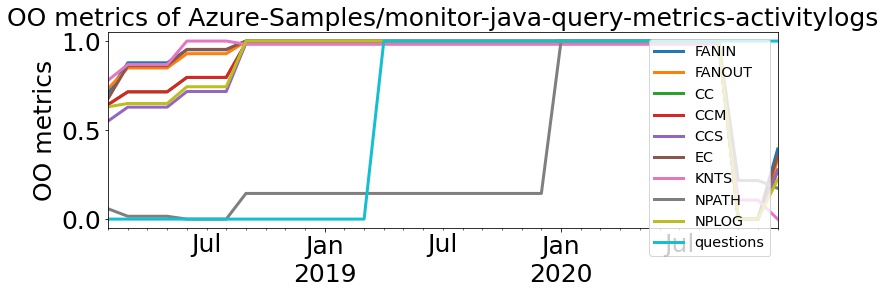 OO metrics of Azure-Samples/monitor-java-query-metrics-activitylogs
OO metrics
1.0
0.5
0.0
Jul
Jan
2019
Jul
Jan
2020
Jul
FANIN
FANOUT
CC
CCM
CCS
EC
KNTS
NPATH
NPLOG
questions